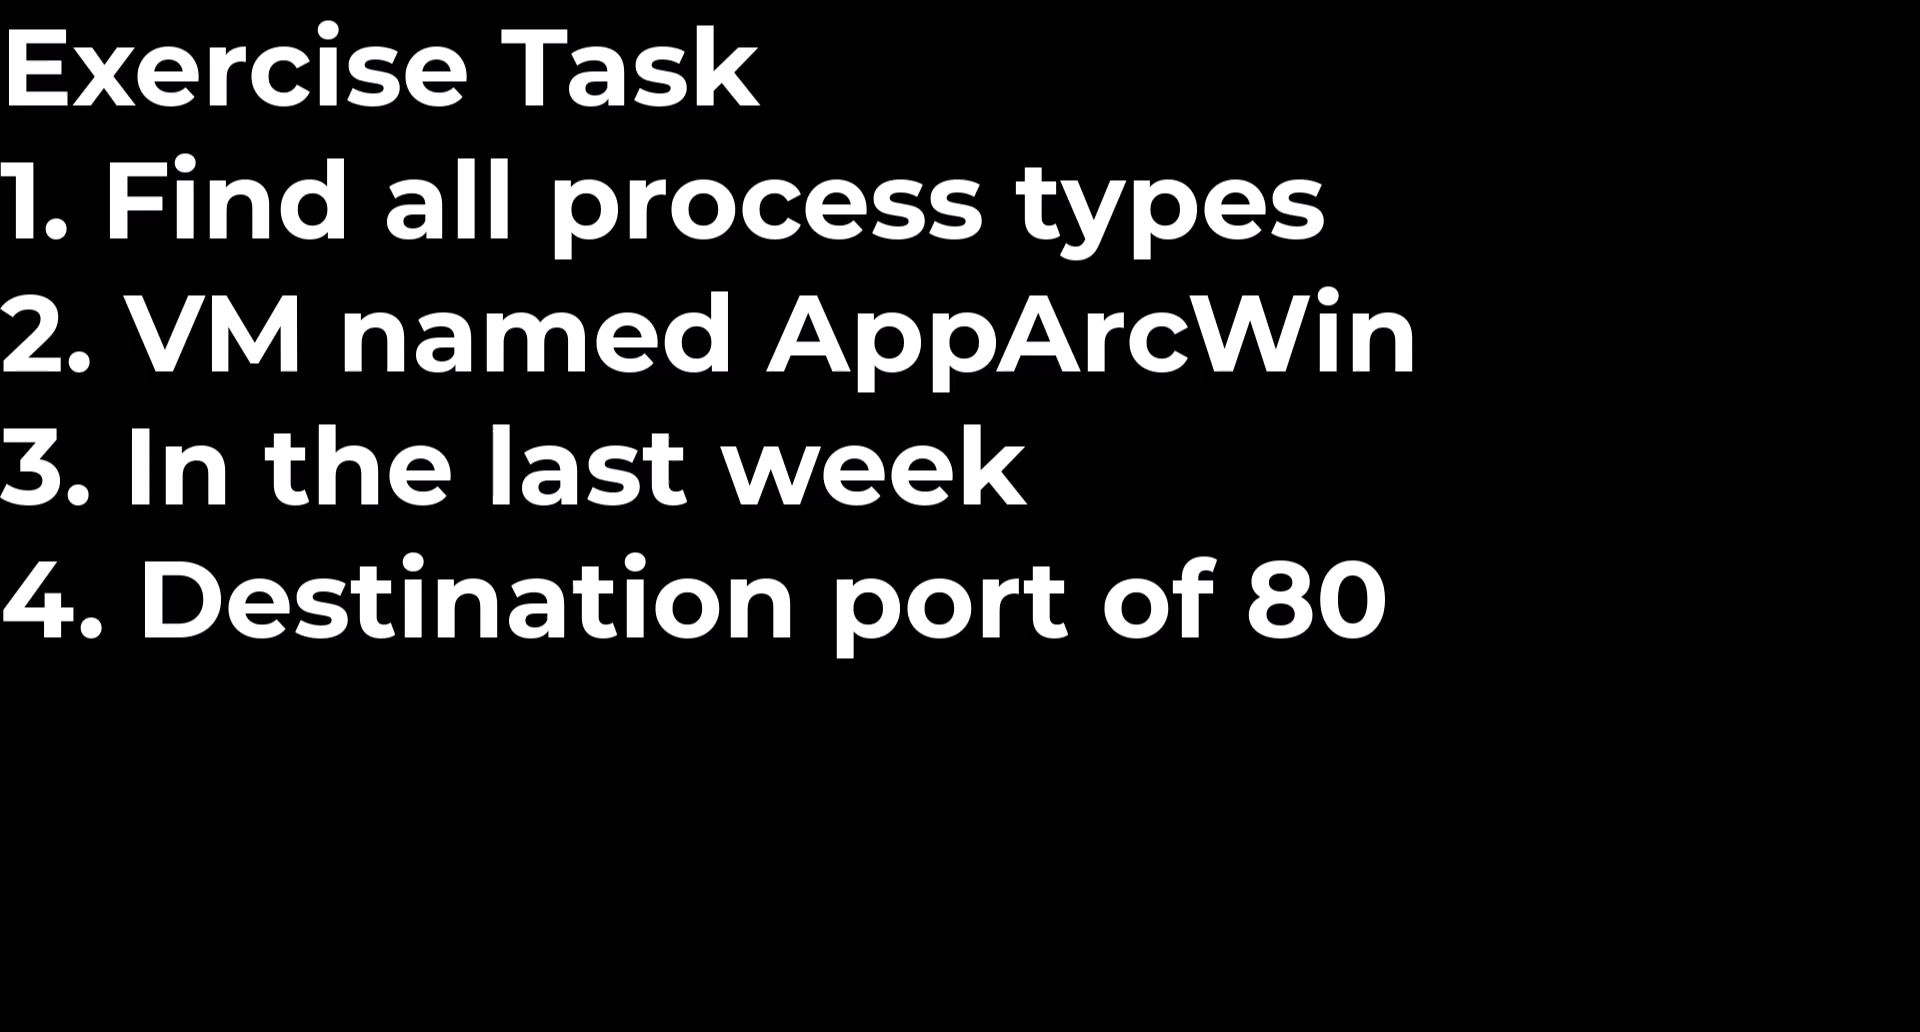 Exercise Task
1. Find all process types
2. VM named AppArcWin
3. In the last week
4. Destination port of 80